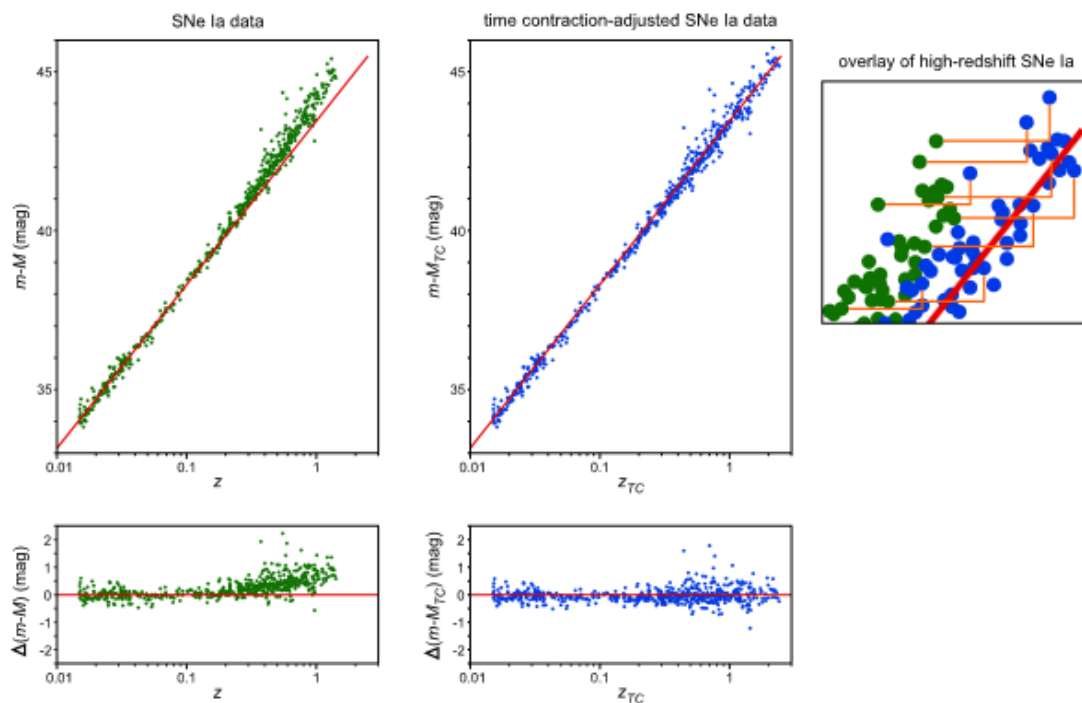 SNe Ia data
time contraction-adjusted SNe Ia data
overlay of high-redshift SNe Ia
45
40
35
m-M (mag)
0.01
0.1
1
z
45
40
35
m-M_TC (mag)
0.01
0.1
1
z_TC
2
1
0
-1
-2
Δ(m-M) (mag)
0.01
0.1
1
z
2
1
0
-1
-2
Δ(m-M_TC) (mag)
0.01
0.1
1
z_TC